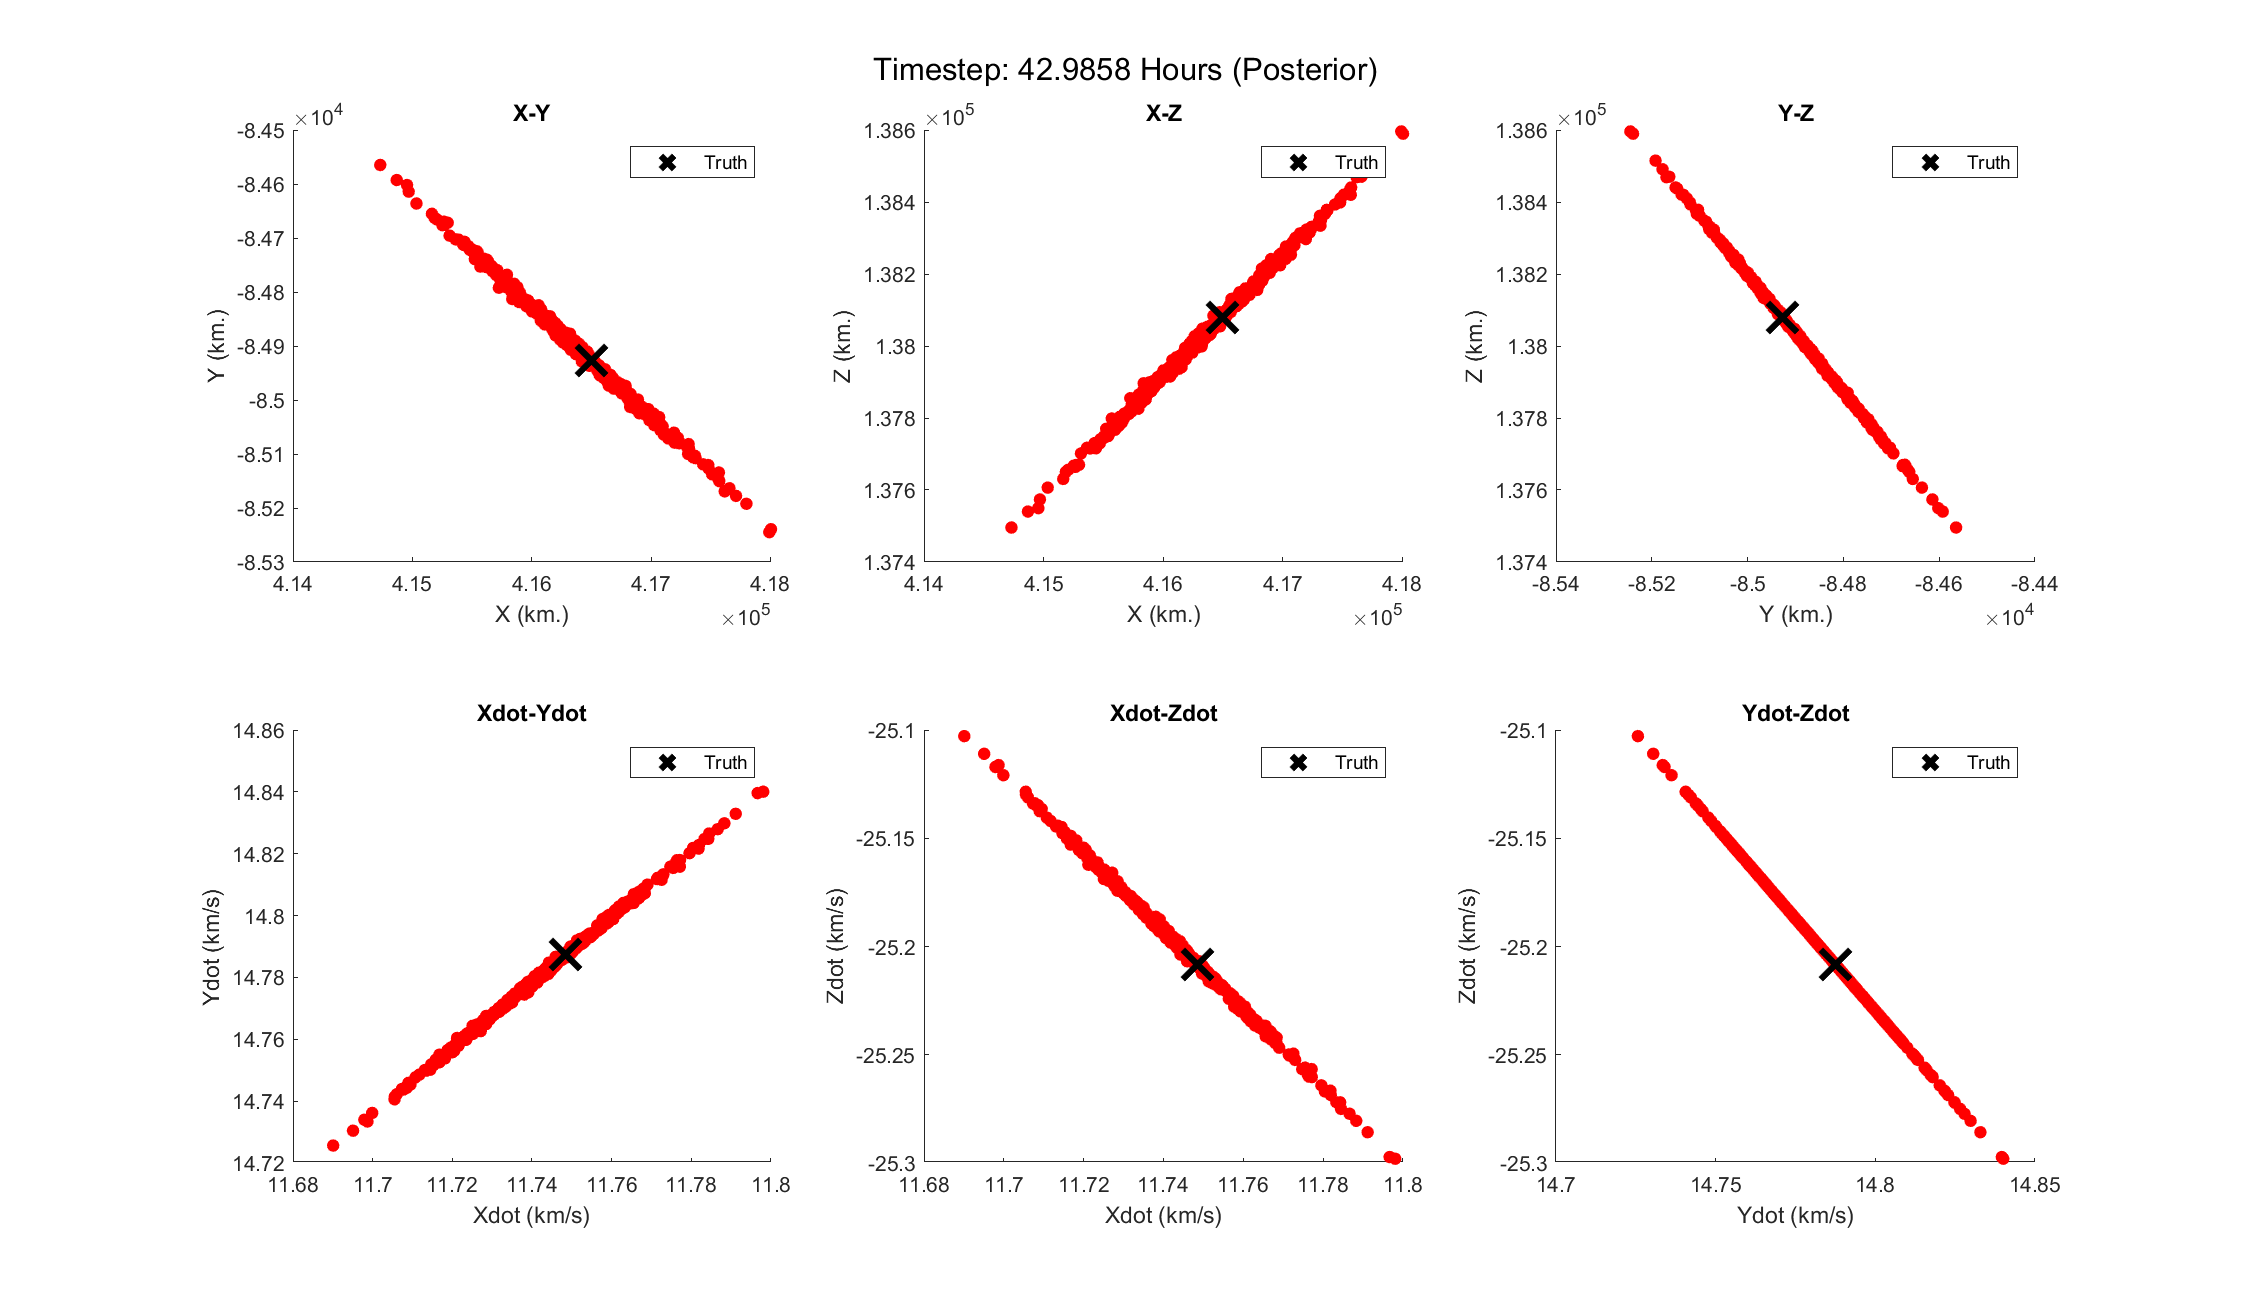 Timestep: 42.9858 Hours (Posterior)
X-Y
×10^4
-8.45
-8.46
-8.47
-8.48
-8.49
-8.5
-8.51
-8.52
-8.53
Y (km.)
Truth
4.14 4.15 4.16 4.17 4.18
X (km.)
×10^5
X-Z
×10^5
1.386
1.384
1.382
1.38
1.378
1.376
1.374
Z (km.)
Truth
4.14 4.15 4.16 4.17 4.18
X (km.)
×10^5
Y-Z
×10^5
1.386
1.384
1.382
1.38
1.378
1.376
1.374
Z (km.)
Truth
-8.54 -8.52 -8.5 -8.48 -8.46 -8.44
Y (km.)
×10^4
Xdot-Ydot
14.86
14.84
14.82
14.8
14.78
14.76
14.74
14.72
Ydot (km/s)
Truth
11.68 11.7 11.72 11.74 11.76 11.78 11.8
Xdot (km/s)
Xdot-Zdot
-25.1
-25.15
-25.2
-25.25
-25.3
Zdot (km/s)
Truth
11.68 11.7 11.72 11.74 11.76 11.78 11.8
Xdot (km/s)
Ydot-Zdot
-25.1
-25.15
-25.2
-25.25
-25.3
Zdot (km/s)
Truth
14.7 14.75 14.8 14.85
Ydot (km/s)